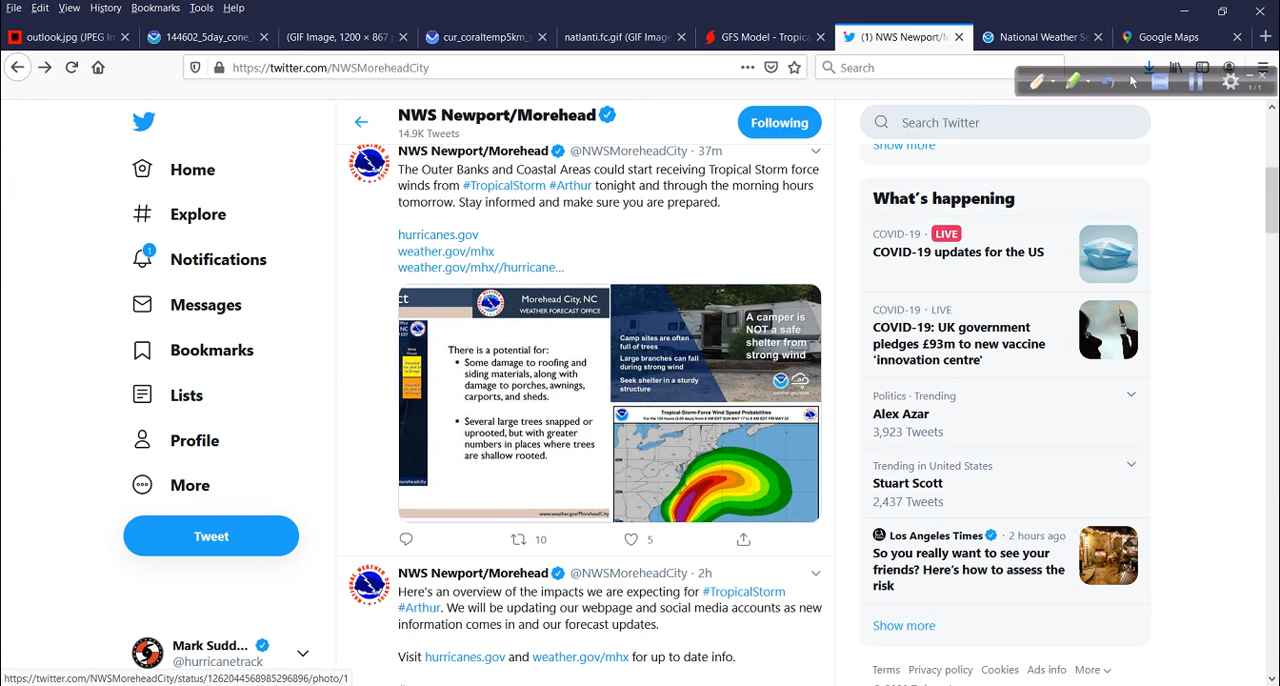 File Edit View History Bookmarks Tools Help
outlook.jpg (JPEG In
144602_5day_cone_
(GIF Image, 1200 × 867 p
cur_coraltemp5km_s
natlanti.fc.gif (GIF Image
GFS Model - Tropica
(1) NWS Newport/M
National Weather Se
Google Maps
https://twitter.com/NWSMoreheadCity
Search
1/1
NWS Newport/Morehead
14.9K Tweets
Following
Search Twitter
Home
Explore
1
Notifications
Messages
Bookmarks
Lists
Profile
More
Tweet
Mark Sudd...
@hurricanetrack
NWS Newport/Morehead @NWSMoreheadCity · 37m
The Outer Banks and Coastal Areas could start receiving Tropical Storm force
winds from #TropicalStorm #Arthur tonight and through the morning hours
tomorrow. Stay informed and make sure you are prepared.
hurricanes.gov
weather.gov/mhx
weather.gov/mhx//hurricane...
ct
Morehead City, NC
WEATHER FORECAST OFFICE
There is a potential for:
▪ Some damage to roofing and
siding materials, along with
damage to porches, awnings,
carports, and sheds.
▪ Several large trees snapped or
uprooted, but with greater
numbers in places where trees
are shallow rooted.
www.weather.gov/MoreheadCity
A camper is
NOT a safe
shelter from
strong wind
Camp sites are often
full of trees
Large branches can fall
during strong wind
Seek shelter in a sturdy
structure
Tropical-Storm-Force Wind Speed Probabilities
10
5
NWS Newport/Morehead @NWSMoreheadCity · 2h
Here's an overview of the impacts we are expecting for #TropicalStorm
#Arthur. We will be updating our webpage and social media accounts as new
information comes in and our forecast updates.
Visit hurricanes.gov and weather.gov/mhx for up to date info.
Show more
What's happening
COVID-19 · LIVE
COVID-19 updates for the US
COVID-19 · LIVE
COVID-19: UK government
pledges £93m to new vaccine
'innovation centre'
Politics · Trending
Alex Azar
3,923 Tweets
Trending in United States
Stuart Scott
2,437 Tweets
Los Angeles Times · 2 hours ago
So you really want to see your
friends? Here's how to assess the
risk
Show more
Terms Privacy policy Cookies Ads info More
https://twitter.com/NWSMoreheadCity/status/1262044568985296896/photo/1